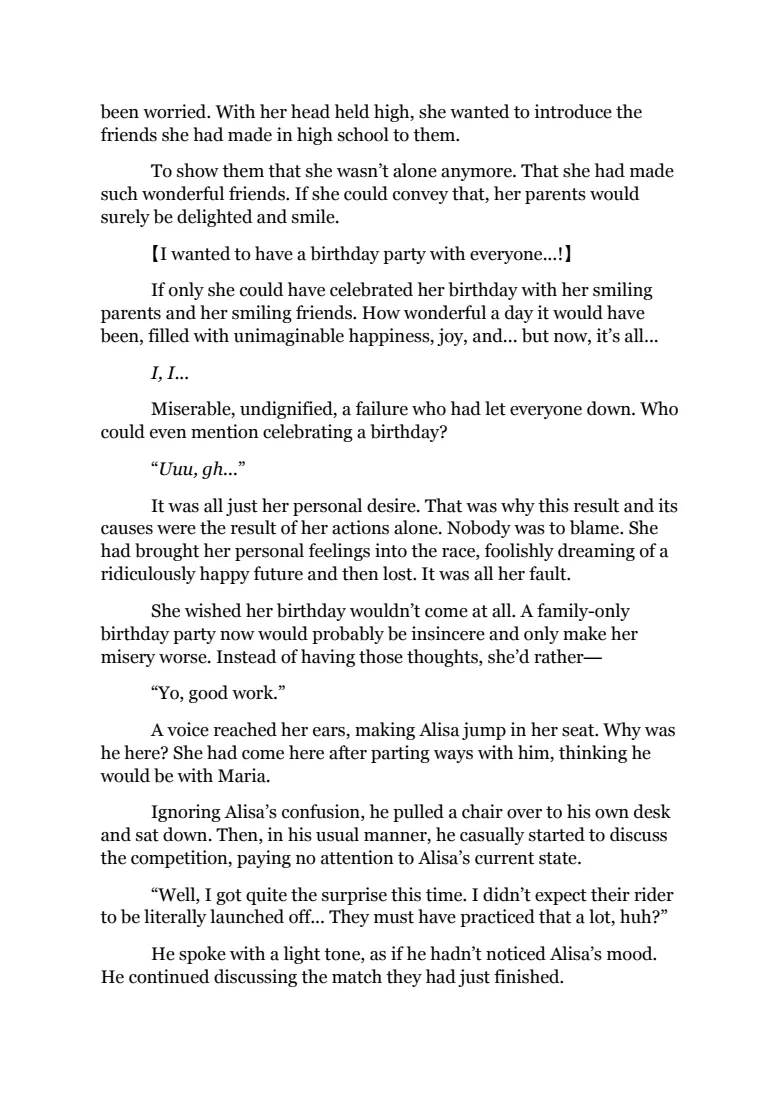 been worried. With her head held high, she wanted to introduce the
friends she had made in high school to them.
To show them that she wasn’t alone anymore. That she had made
such wonderful friends. If she could convey that, her parents would
surely be delighted and smile.
【I wanted to have a birthday party with everyone...!】
If only she could have celebrated her birthday with her smiling
parents and her smiling friends. How wonderful a day it would have
been, filled with unimaginable happiness, joy, and... but now, it’s all...
I, I...
Miserable, undignified, a failure who had let everyone down. Who
could even mention celebrating a birthday?
“Uuu, gh...”
It was all just her personal desire. That was why this result and its
causes were the result of her actions alone. Nobody was to blame. She
had brought her personal feelings into the race, foolishly dreaming of a
ridiculously happy future and then lost. It was all her fault.
She wished her birthday wouldn’t come at all. A family-only
birthday party now would probably be insincere and only make her
misery worse. Instead of having those thoughts, she’d rather—
“Yo, good work.”
A voice reached her ears, making Alisa jump in her seat. Why was
he here? She had come here after parting ways with him, thinking he
would be with Maria.
Ignoring Alisa’s confusion, he pulled a chair over to his own desk
and sat down. Then, in his usual manner, he casually started to discuss
the competition, paying no attention to Alisa’s current state.
“Well, I got quite the surprise this time. I didn’t expect their rider
to be literally launched off... They must have practiced that a lot, huh?”
He spoke with a light tone, as if he hadn’t noticed Alisa’s mood.
He continued discussing the match they had just finished.